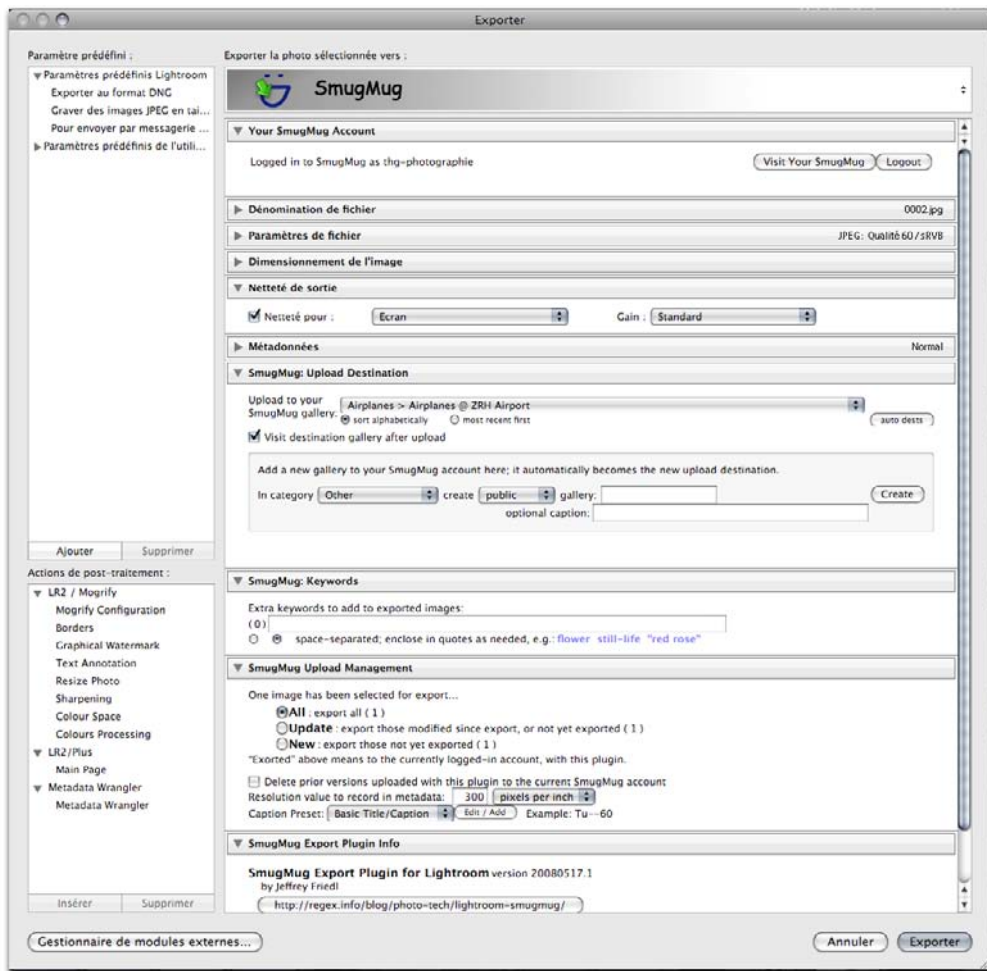 Exporter
Paramètre prédéfini :
Paramètres prédéfinis Lightroom
Exporter au format DNG
Graver des images JPEG en tai...
Pour envoyer par messagerie ...
Paramètres prédéfinis de l'utili...
Ajouter Supprimer
Actions de post-traitement :
LR2 / Mogrify
Mogrify Configuration
Borders
Graphical Watermark
Text Annotation
Resize Photo
Sharpening
Colour Space
Colours Processing
LR2/Plus
Main Page
Metadata Wrangler
Metadata Wrangler
Insérer Supprimer
Exporter la photo sélectionnée vers :
SmugMug
Your SmugMug Account
Logged in to SmugMug as thg-photographie Visit Your SmugMug Logout
Dénomination de fichier 0002.jpg
Paramètres de fichier JPEG: Qualité 60 / sRVB
Dimensionnement de l'image
Netteté de sortie
Netteté pour : Ecran Gain : Standard
Métadonnées Normal
SmugMug: Upload Destination
Upload to your
SmugMug gallery: Airplanes > Airplanes @ ZRH Airport
sort alphabetically most recent first auto dests
Visit destination gallery after upload
Add a new gallery to your SmugMug account here; it automatically becomes the new upload destination.
In category Other create public gallery: Create
optional caption:
SmugMug: Keywords
Extra keywords to add to exported images:
(0)
space-separated; enclose in quotes as needed, e.g.: flower still-life "red rose"
SmugMug Upload Management
One image has been selected for export...
All : export all ( 1 )
Update : export those modified since export, or not yet exported ( 1 )
New : export those not yet exported ( 1 )
"Exorted" above means to the currently logged-in account, with this plugin.
Delete prior versions uploaded with this plugin to the current SmugMug account
Resolution value to record in metadata: 300 pixels per inch
Caption Preset: Basic Title/Caption Edit / Add Example: Tu--60
SmugMug Export Plugin Info
SmugMug Export Plugin for Lightroom version 20080517.1
by Jeffrey Friedl
http://regex.info/blog/photo-tech/lightroom-smugmug/
Gestionnaire de modules externes... Annuler Exporter